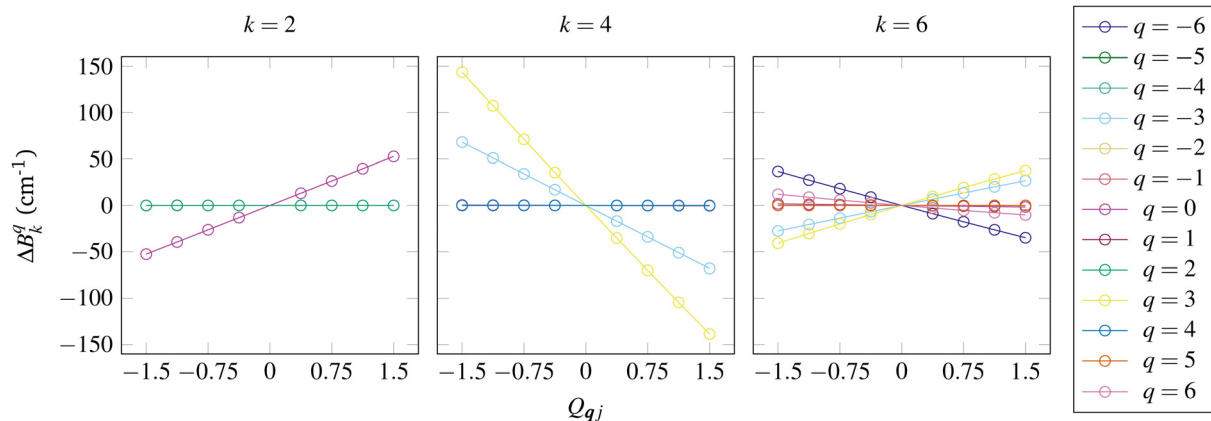 k = 2
k = 4
k = 6
ΔB_k^q (cm⁻¹)
150
100
50
0
−50
−100
−150
−1.5 −0.75 0 0.75 1.5
−1.5 −0.75 0 0.75 1.5
−1.5 −0.75 0 0.75 1.5
Q_qj
q = −6
q = −5
q = −4
q = −3
q = −2
q = −1
q = 0
q = 1
q = 2
q = 3
q = 4
q = 5
q = 6